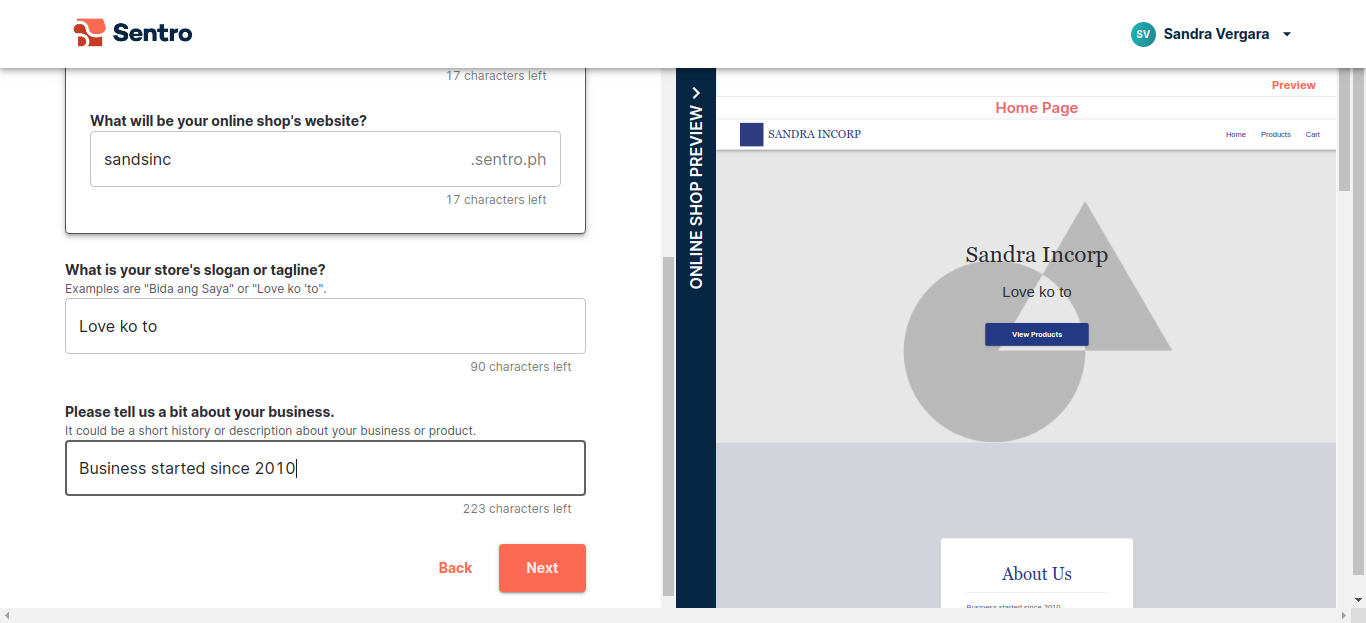 Sentro
SV Sandra Vergara
17 characters left
What will be your online shop's website?
sandsinc .sentro.ph
17 characters left
What is your store's slogan or tagline?
Examples are "Bida ang Saya" or "Love ko 'to".
Love ko to
90 characters left
Please tell us a bit about your business.
It could be a short history or description about your business or product.
Business started since 2010
223 characters left
Back Next
ONLINE SHOP PREVIEW
Preview
Home Page
SANDRA INCORP Home Products Cart
Sandra Incorp
Love ko to
View Products
About Us
Business started since 2010